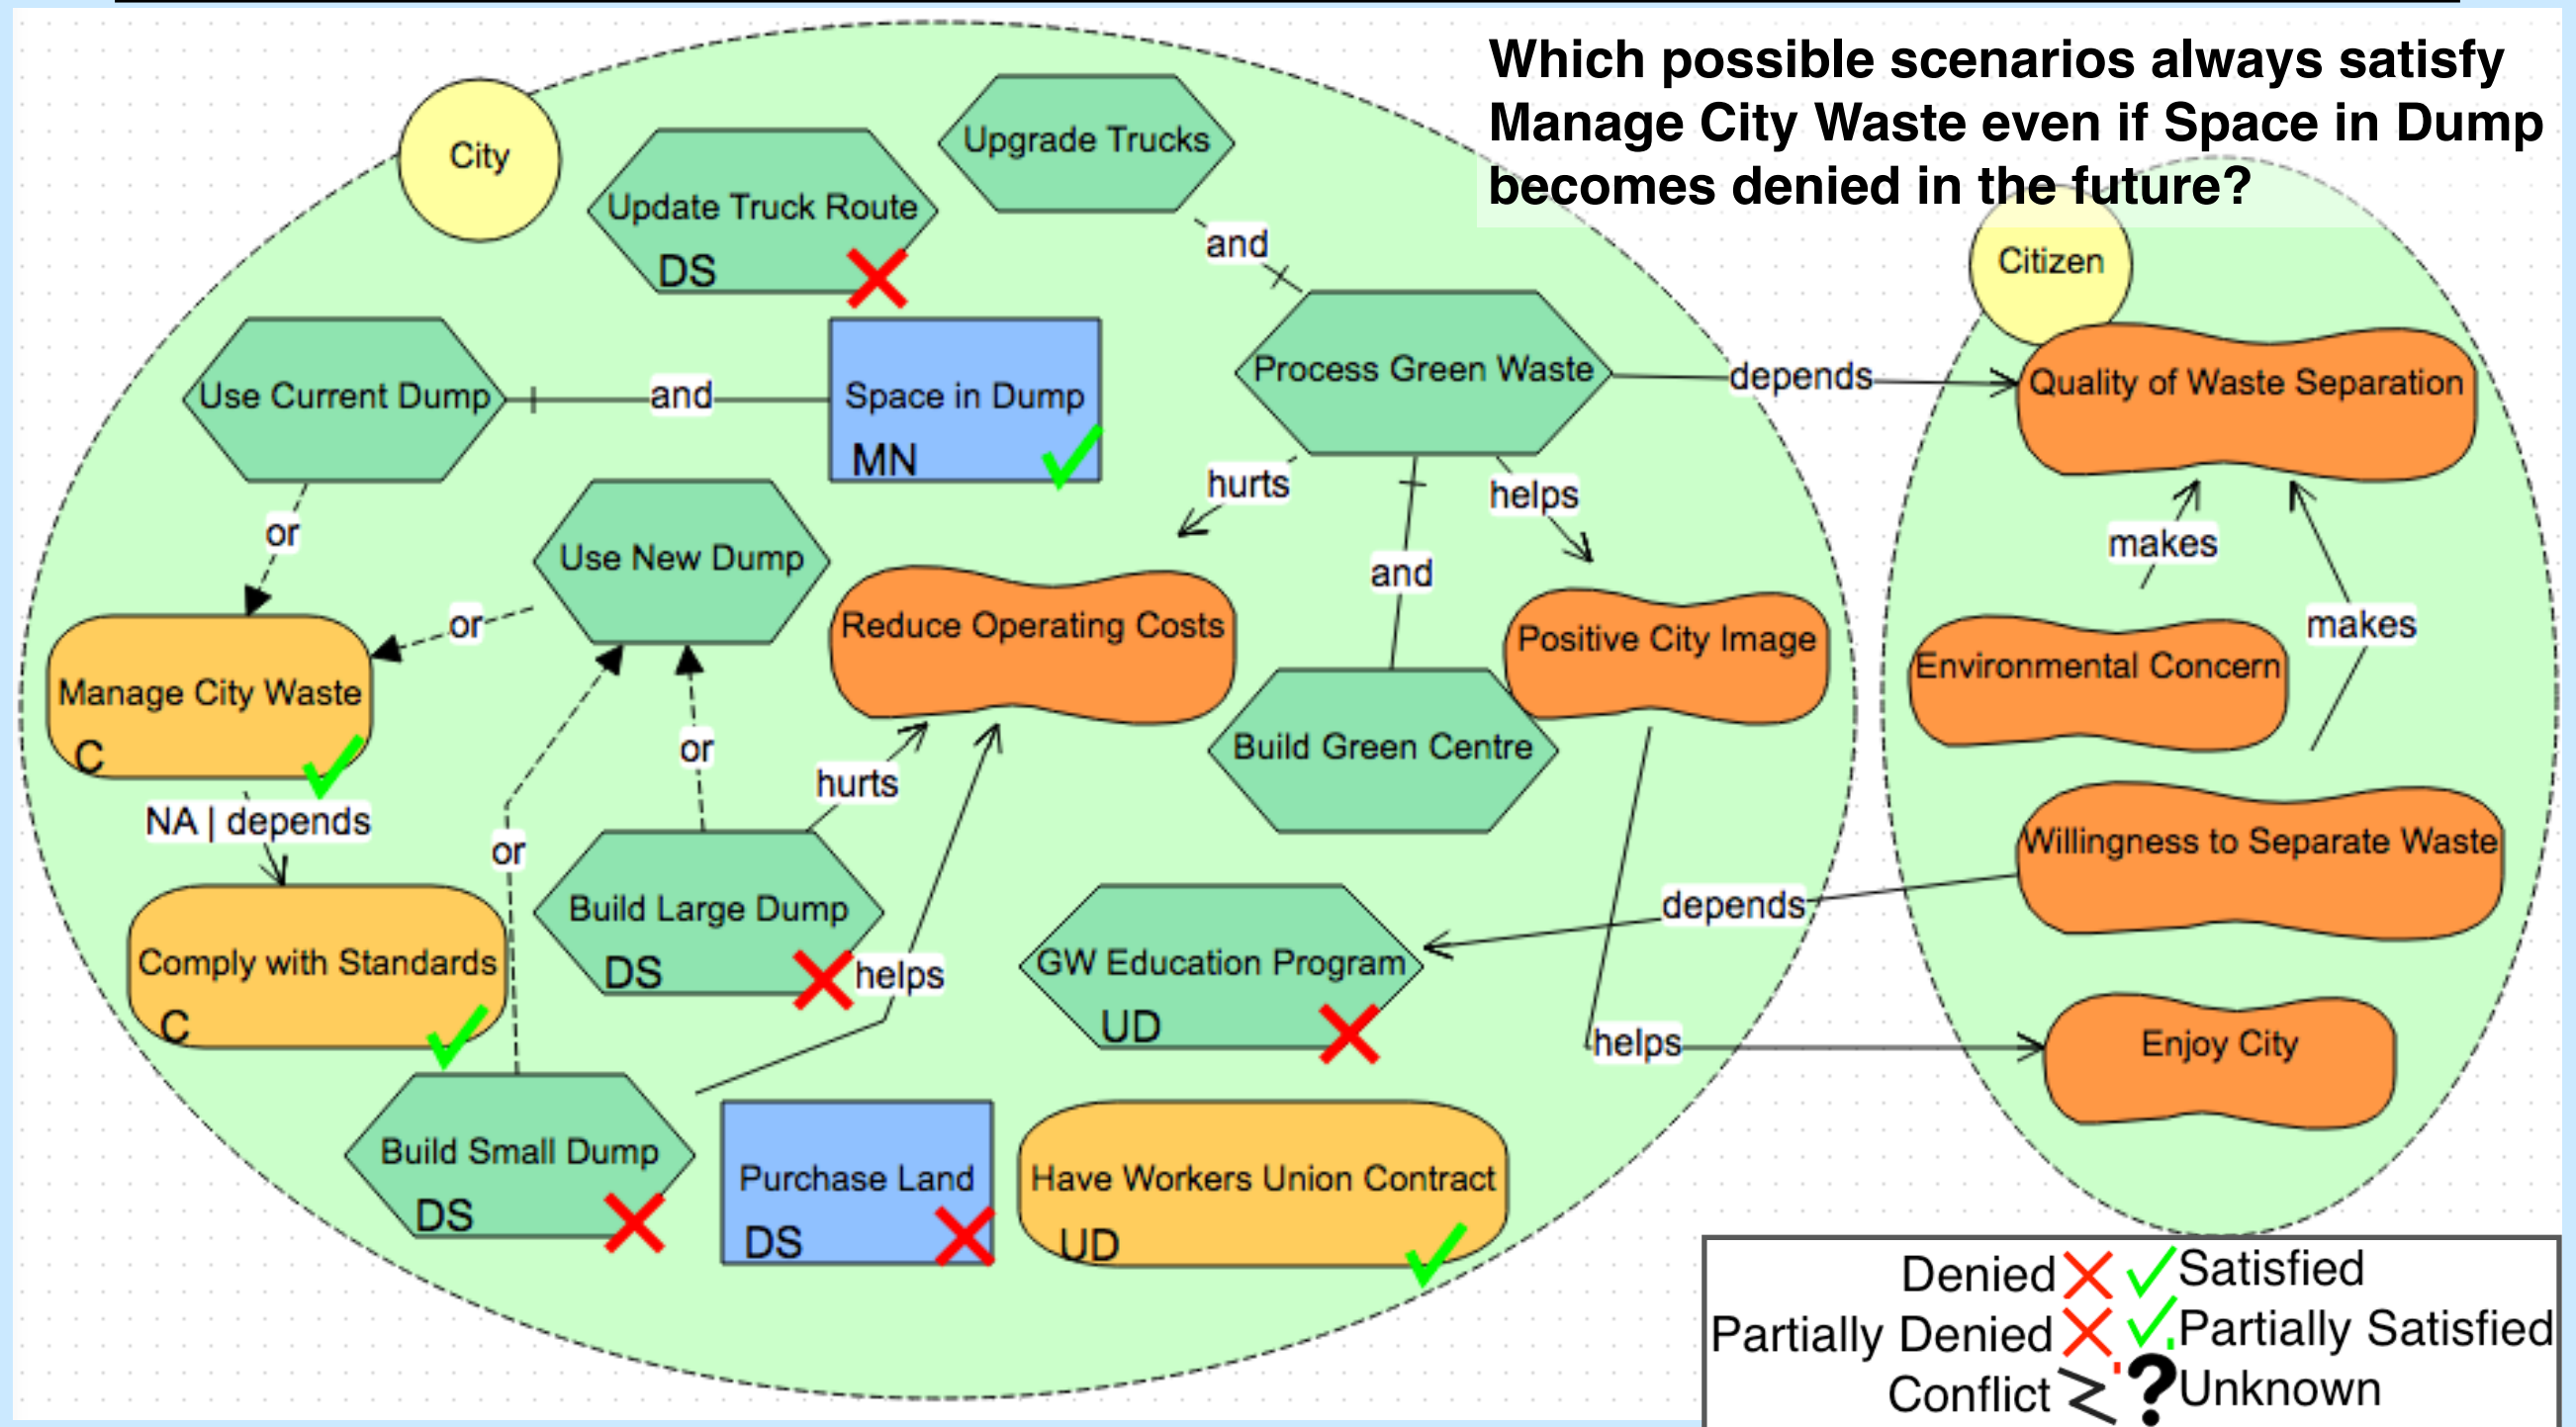 Which possible scenarios always satisfy
Manage City Waste even if Space in Dump
becomes denied in the future?
City
Upgrade Trucks
Update Truck Route
DS
and
Citizen
Use Current Dump
and
Space in Dump
MN
Process Green Waste
depends
Quality of Waste Separation
or
Use New Dump
hurts
helps
and
makes
or
Reduce Operating Costs
Positive City Image
makes
Environmental Concern
Manage City Waste
C
or
hurts
Build Green Centre
NA | depends
or
Willingness to Separate Waste
depends
Build Large Dump
DS
helps
Comply with Standards
C
GW Education Program
UD
helps
Enjoy City
Build Small Dump
DS
Purchase Land
DS
Have Workers Union Contract
UD
Denied Satisfied
Partially Denied Partially Satisfied
Conflict ? Unknown